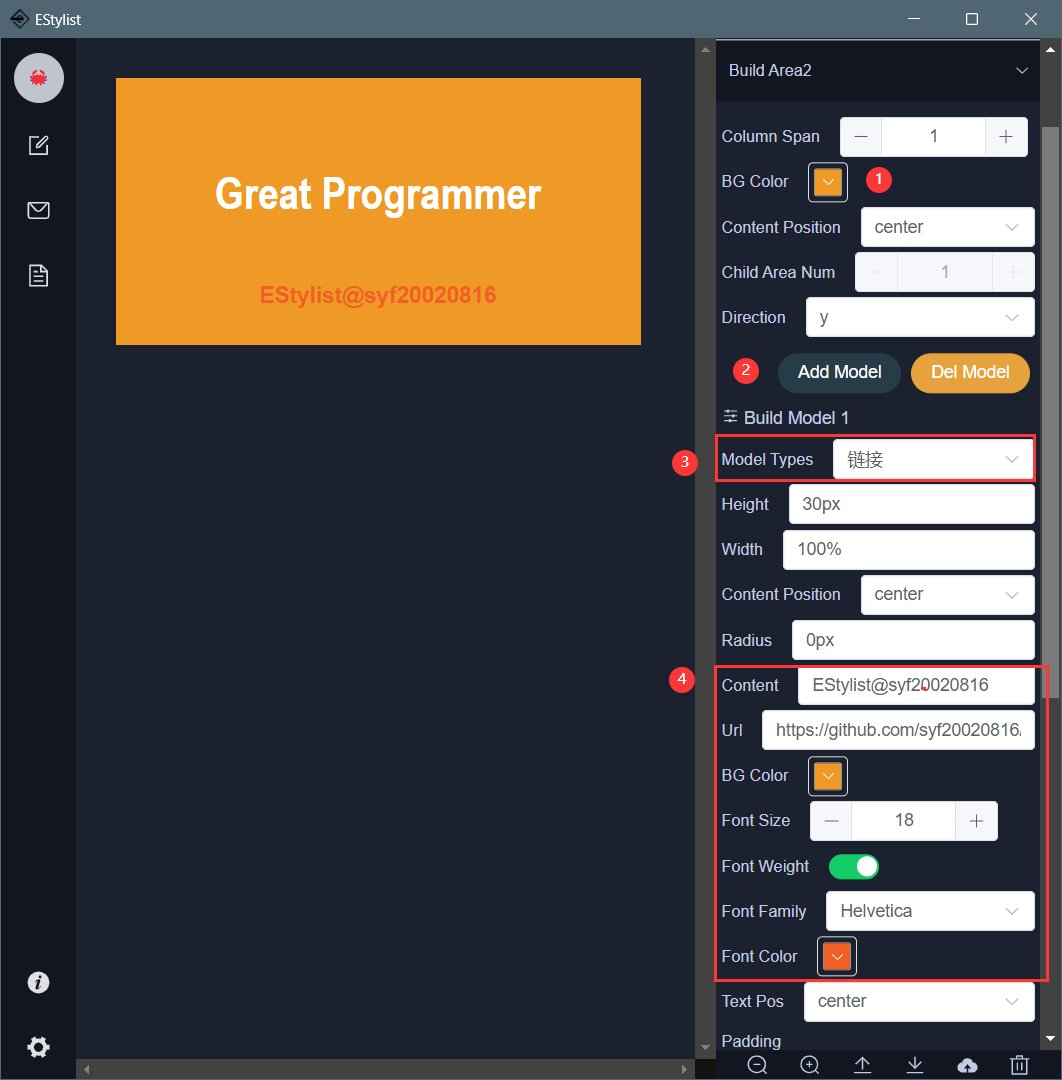 EStylist
Great Programmer
EStylist@syf20020816
Build Area2
Column Span 1
BG Color 1
Content Position center
Child Area Num 1
Direction y
2 Add Model Del Model
Build Model 1
3 Model Types 链接
Height 30px
Width 100%
Content Position center
Radius 0px
4 Content EStylist@syf20020816
Url https://github.com/syf20020816/
BG Color
Font Size 18
Font Weight
Font Family Helvetica
Font Color
Text Pos center
Padding